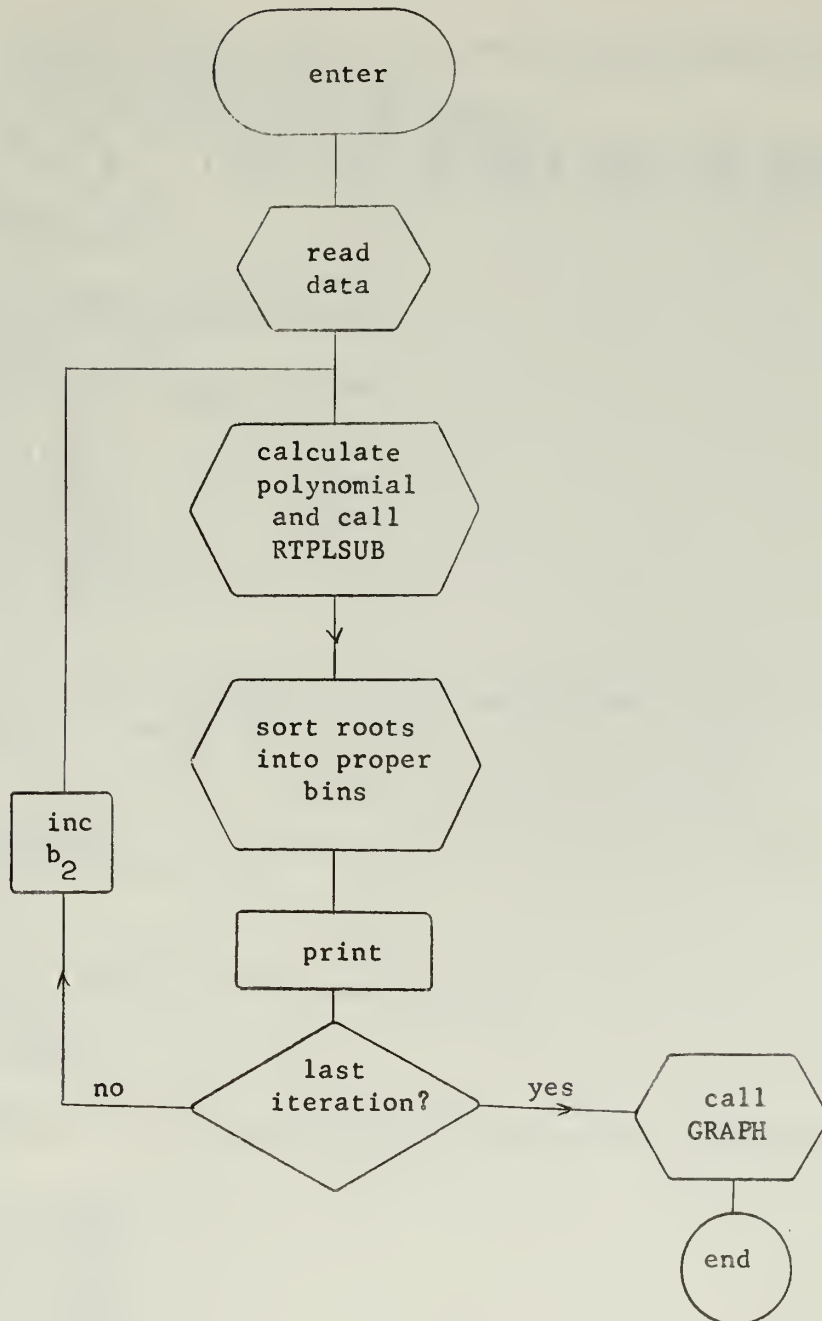 enter
read
data
calculate
polynomial
and call
RTPLSUB
sort roots
into proper
bins
inc
b₂
print
last
iteration?
no
yes
call
GRAPH
end